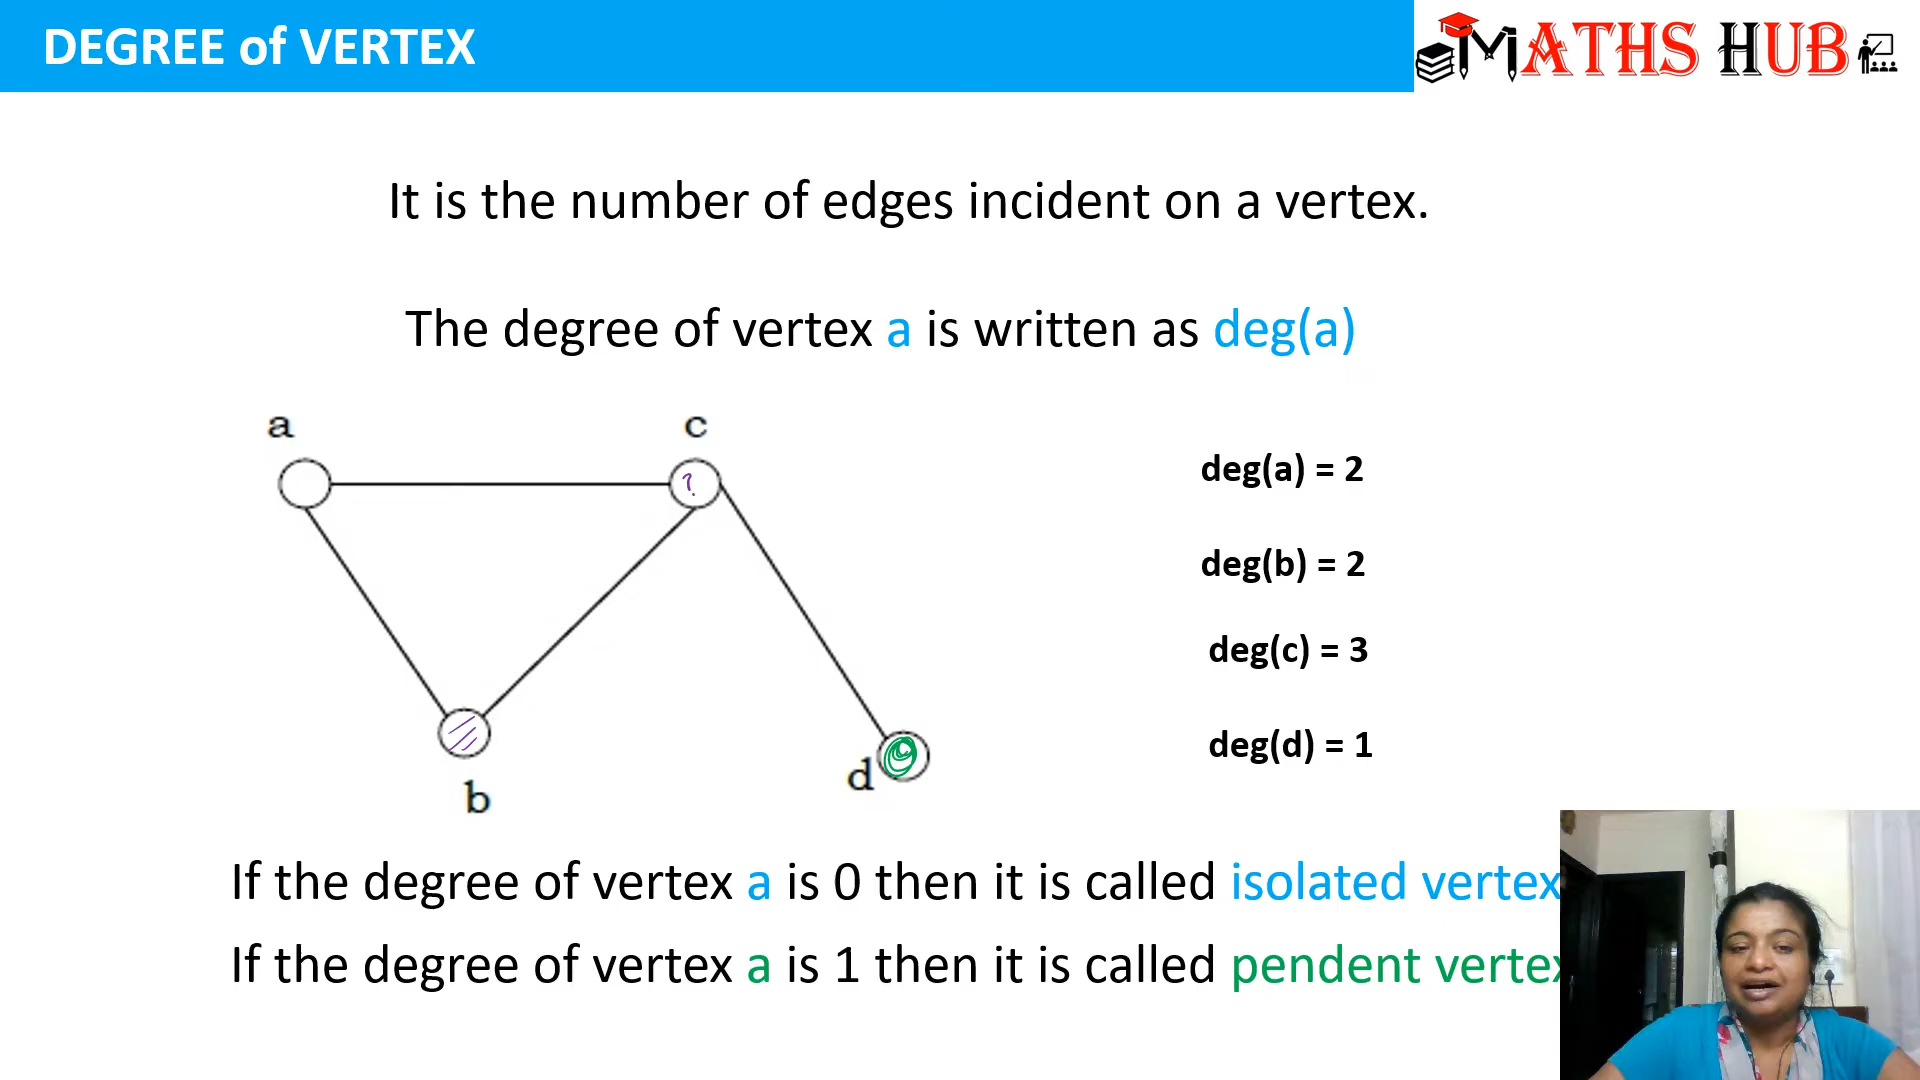 DEGREE of VERTEX
MATHS HUB
It is the number of edges incident on a vertex.
The degree of vertex a is written as deg(a)
a
c
?
deg(a) = 2
deg(b) = 2
deg(c) = 3
deg(d) = 1
d
b
If the degree of vertex a is 0 then it is called isolated vertex
If the degree of vertex a is 1 then it is called pendent vertex